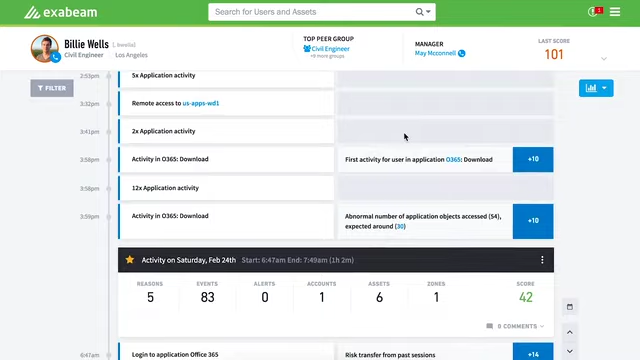 exabeam
Search for Users and Assets
1
Billie Wells [ bwells]
Civil Engineer Los Angeles
TOP PEER GROUP
Civil Engineer
+9 more groups
MANAGER
May Mcconnell
LAST SCORE
101
FILTER
2:53pm 5x Application activity
3:32pm Remote access to us-apps-wd1
3:41pm 2x Application activity
3:58pm Activity in O365: Download First activity for user in application O365: Download +10
3:58pm 12x Application activity
3:59pm Activity in O365: Download Abnormal number of application objects accessed (54), expected around (30) +10
Activity on Saturday, Feb 24th Start: 6:47am End: 7:49am (1h 2m)
REASONS EVENTS ALERTS ACCOUNTS ASSETS ZONES SCORE
5 83 0 1 6 1 42
0 COMMENTS
6:47am Login to application Office 365 Risk transfer from past sessions +14